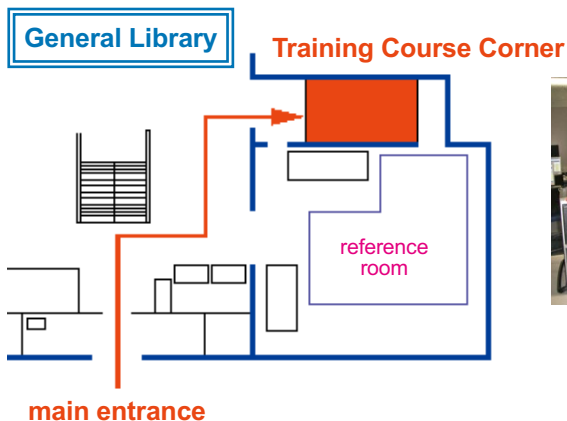 General Library
Training Course Corner
reference
room
main entrance